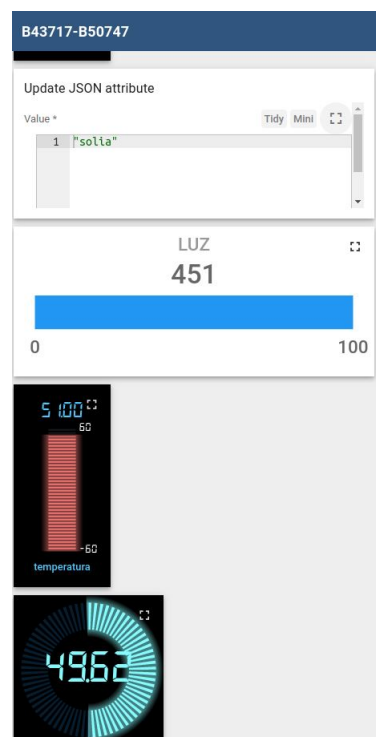 B43717-B50747
Update JSON attribute
Value *
Tidy Mini
1 "solia"
LUZ
451
0 100
51.00
60
-60
temperatura
49.62